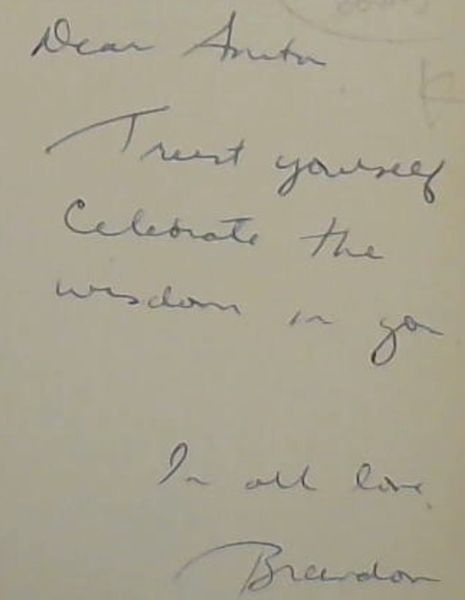 Dear Anita
Trust yourself
Celebrate the
wisdom in you
In all love,
Brandon